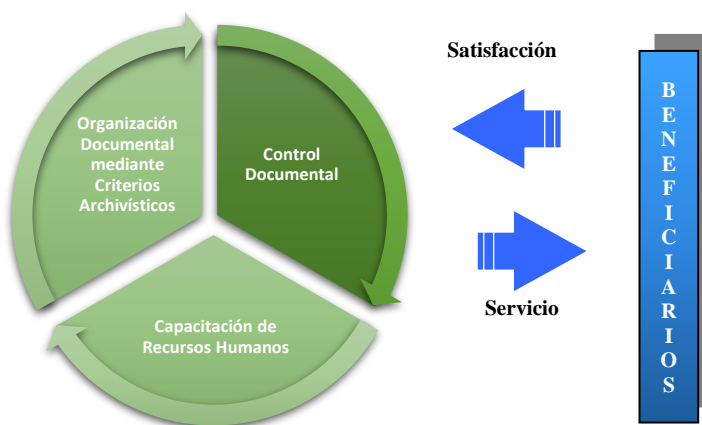 Organización
Documental
mediante
Criterios
Archivísticos
Control
Documental
Capacitación de
Recursos Humanos
Satisfacción
Servicio
B
E
N
E
F
I
C
I
A
R
I
O
S